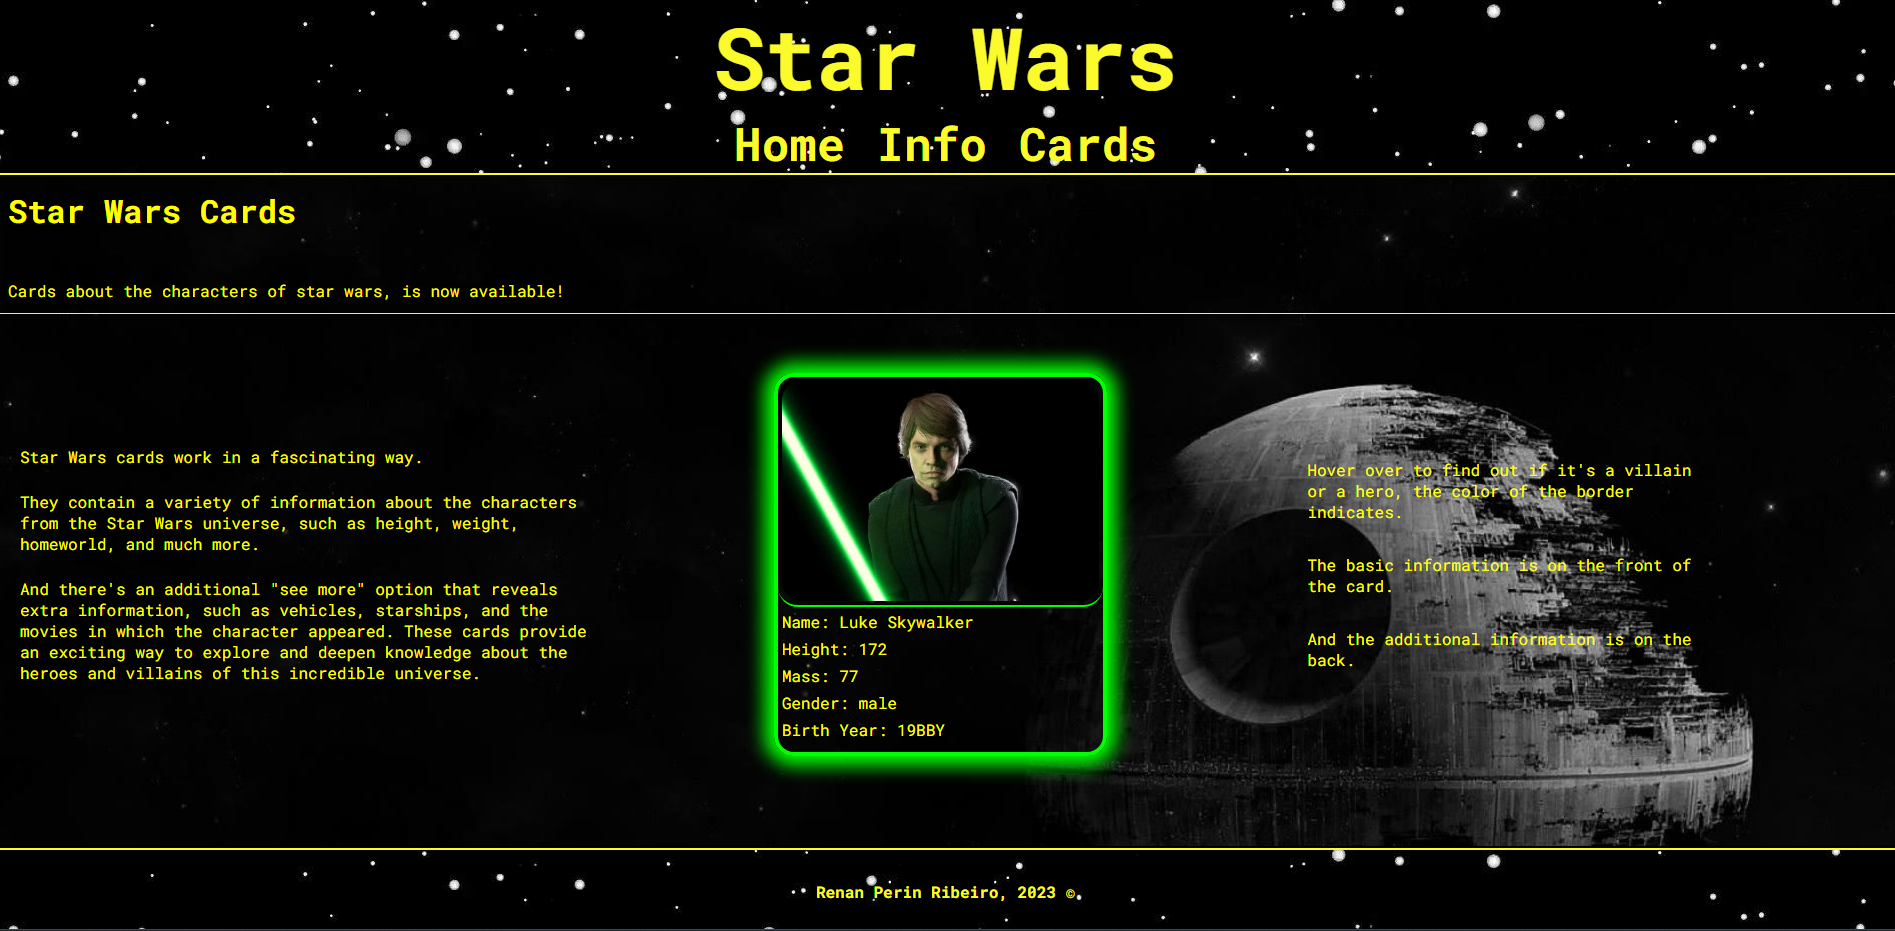 Star Wars
Home Info Cards
Star Wars Cards
Cards about the characters of star wars, is now available!
Star Wars cards work in a fascinating way.
They contain a variety of information about the characters
from the Star Wars universe, such as height, weight,
homeworld, and much more.
And there's an additional "see more" option that reveals
extra information, such as vehicles, starships, and the
movies in which the character appeared. These cards provide
an exciting way to explore and deepen knowledge about the
heroes and villains of this incredible universe.
Name: Luke Skywalker
Height: 172
Mass: 77
Gender: male
Birth Year: 19BBY
Hover over to find out if it's a villain
or a hero, the color of the border
indicates.
The basic information is on the front of
the card.
And the additional information is on the
back.
Renan Perin Ribeiro, 2023 ©